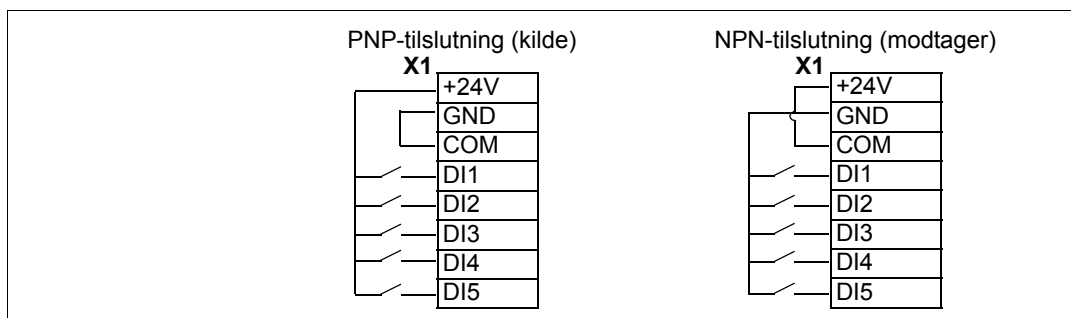 PNP-tilslutning (kilde)
X1
+24V
GND
COM
DI1
DI2
DI3
DI4
DI5
NPN-tilslutning (modtager)
X1
+24V
GND
COM
DI1
DI2
DI3
DI4
DI5